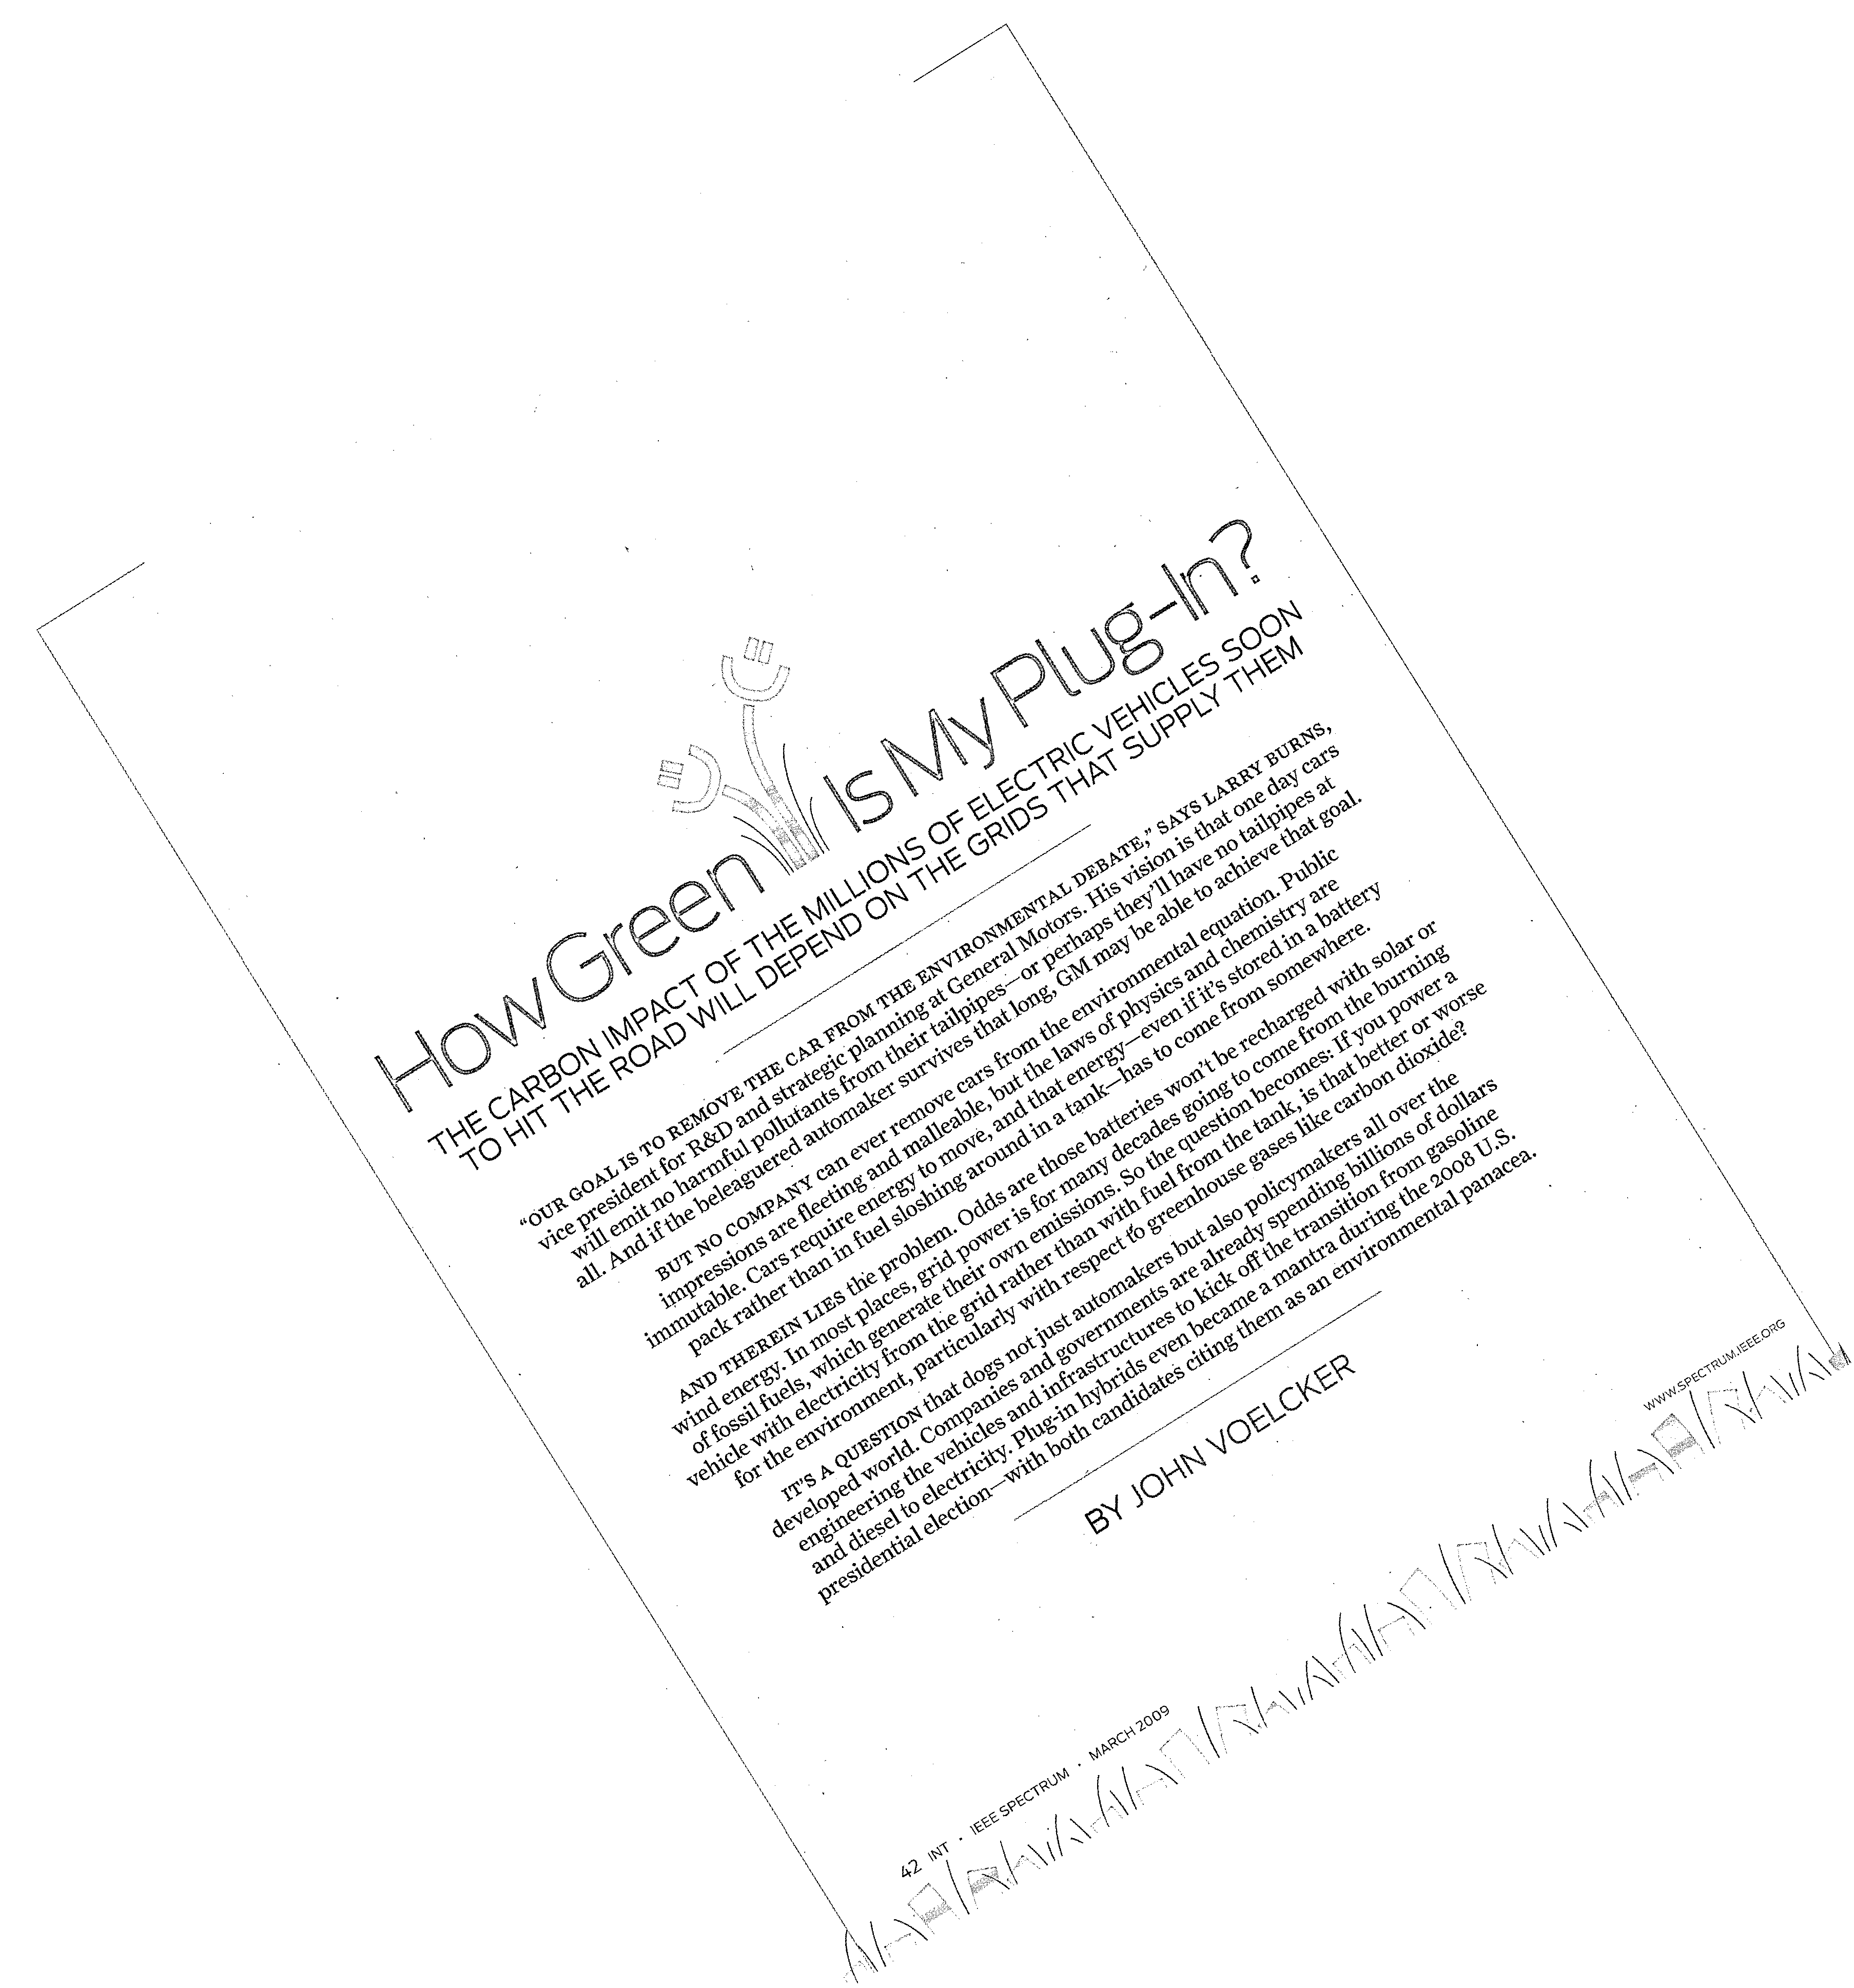 How Green Is My Plug-In?
THE CARBON IMPACT OF THE MILLIONS OF ELECTRIC VEHICLES SOON
TO HIT THE ROAD WILL DEPEND ON THE GRIDS THAT SUPPLY THEM
“OUR GOAL IS TO REMOVE THE CAR FROM THE ENVIRONMENTAL DEBATE,” SAYS LARRY BURNS,
vice president for R&D and strategic planning at General Motors. His vision is that one day cars
will emit no harmful pollutants from their tailpipes—or perhaps they’ll have no tailpipes at
all. And if the beleaguered automaker survives that long, GM may be able to achieve that goal.
BUT NO COMPANY can ever remove cars from the environmental equation. Public
impressions are fleeting and malleable, but the laws of physics and chemistry are
immutable. Cars require energy to move, and that energy—even if it’s stored in a battery
pack rather than in fuel sloshing around in a tank—has to come from somewhere.
AND THEREIN LIES the problem. Odds are those batteries won’t be recharged with solar or
wind energy. In most places, grid power is for many decades going to come from the burning
of fossil fuels, which generate their own emissions. So the question becomes: If you power a
vehicle with electricity from the grid rather than with fuel from the tank, is that better or worse
for the environment, particularly with respect to greenhouse gases like carbon dioxide?
IT’S A QUESTION that dogs not just automakers but also policymakers all over the
developed world. Companies and governments are already spending billions of dollars
engineering the vehicles and infrastructures to kick off the transition from gasoline
and diesel to electricity. Plug-in hybrids even became a mantra during the 2008 U.S.
presidential election—with both candidates citing them as an environmental panacea.
BY JOHN VOELCKER
42 INT · IEEE SPECTRUM · MARCH 2009
WWW.SPECTRUM.IEEE.ORG